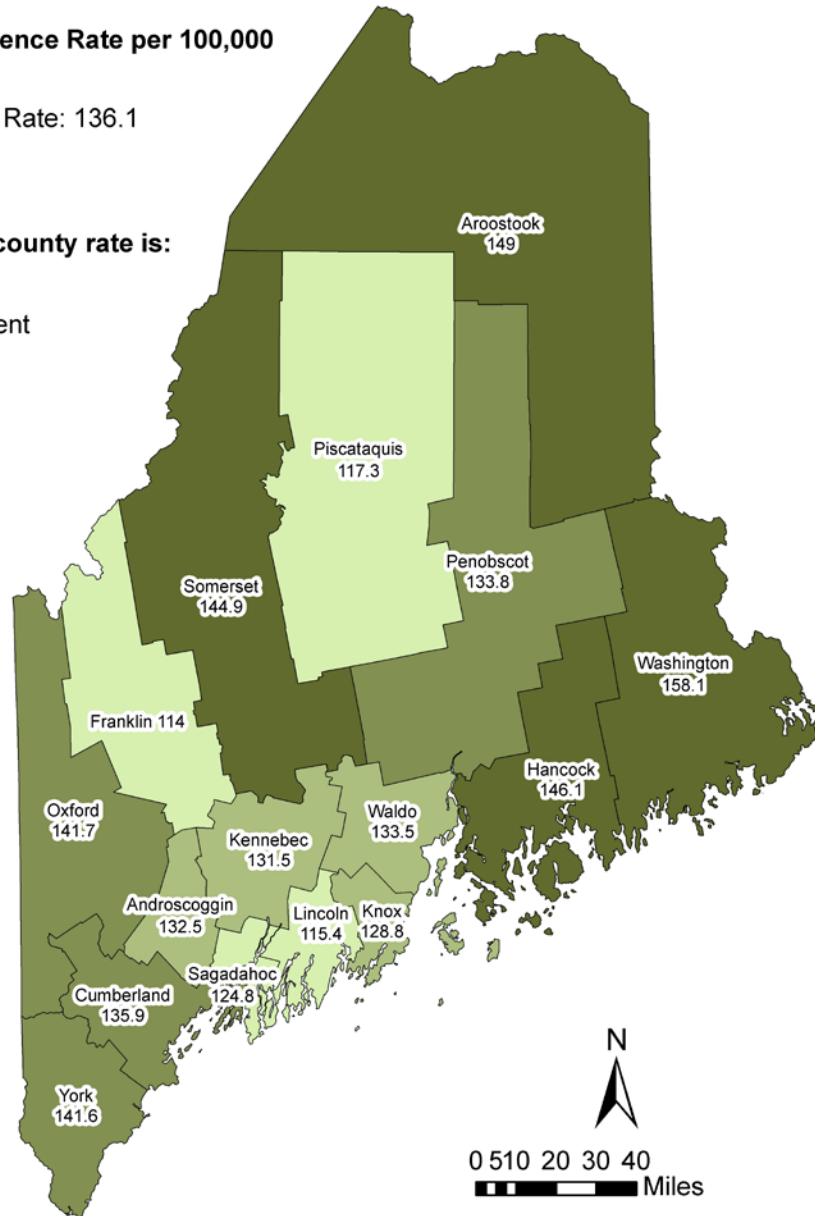 ence Rate per 100,000
Rate: 136.1
county rate is:
ent
Aroostook
149
Piscataquis
117.3
Penobscot
133.8
Somerset
144.9
Washington
158.1
Franklin 114
Hancock
146.1
Oxford
141.7
Waldo
133.5
Kennebec
131.5
Androscoggin
132.5
Lincoln
115.4
Knox
128.8
Sagadahoc
124.8
Cumberland
135.9
York
141.6
N
0 510 20 30 40
Miles